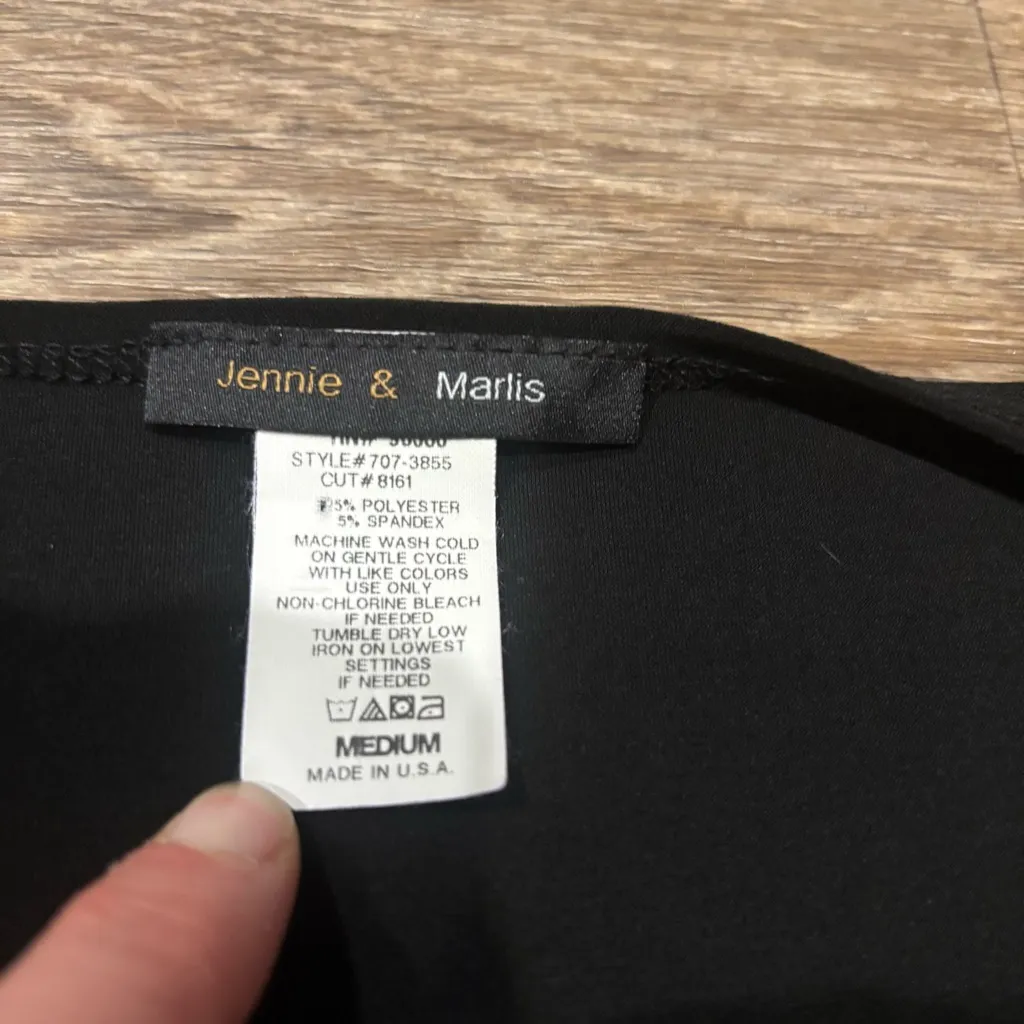 Jennie & Marlis
STYLE# 707-3855
CUT# 8161
5% POLYESTER
5% SPANDEX
MACHINE WASH COLD
ON GENTLE CYCLE
WITH LIKE COLORS
USE ONLY
NON-CHLORINE BLEACH
IF NEEDED
TUMBLE DRY LOW
IRON ON LOWEST
SETTINGS
IF NEEDED
MEDIUM
MADE IN U.S.A.